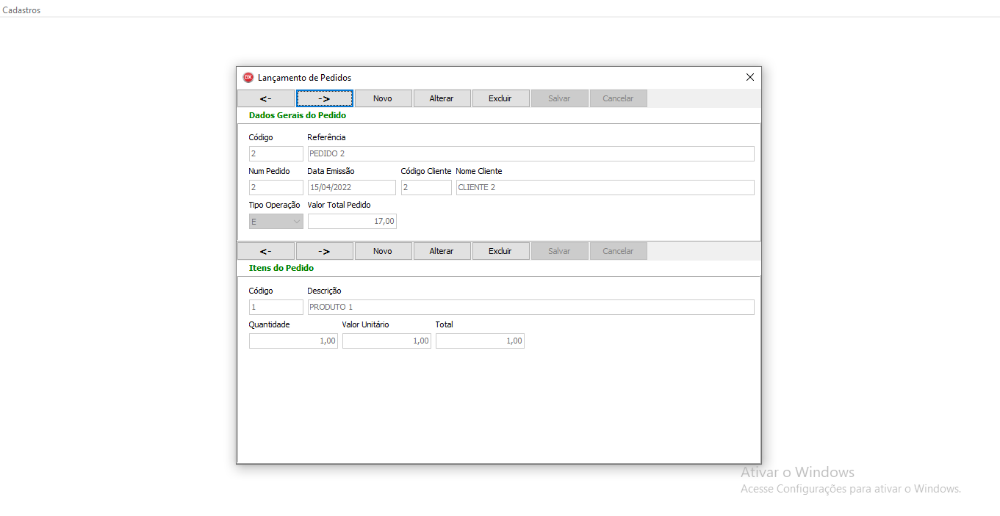 Cadastros
DX Lançamento de Pedidos
<- -> Novo Alterar Excluir Salvar Cancelar
Dados Gerais do Pedido
Código Referência
2 PEDIDO 2
Num Pedido Data Emissão Código Cliente Nome Cliente
2 15/04/2022 2 CLIENTE 2
Tipo Operação Valor Total Pedido
E 17,00
<- -> Novo Alterar Excluir Salvar Cancelar
Itens do Pedido
Código Descrição
1 PRODUTO 1
Quantidade Valor Unitário Total
1,00 1,00 1,00
Ativar o Windows
Acesse Configurações para ativar o Windows.